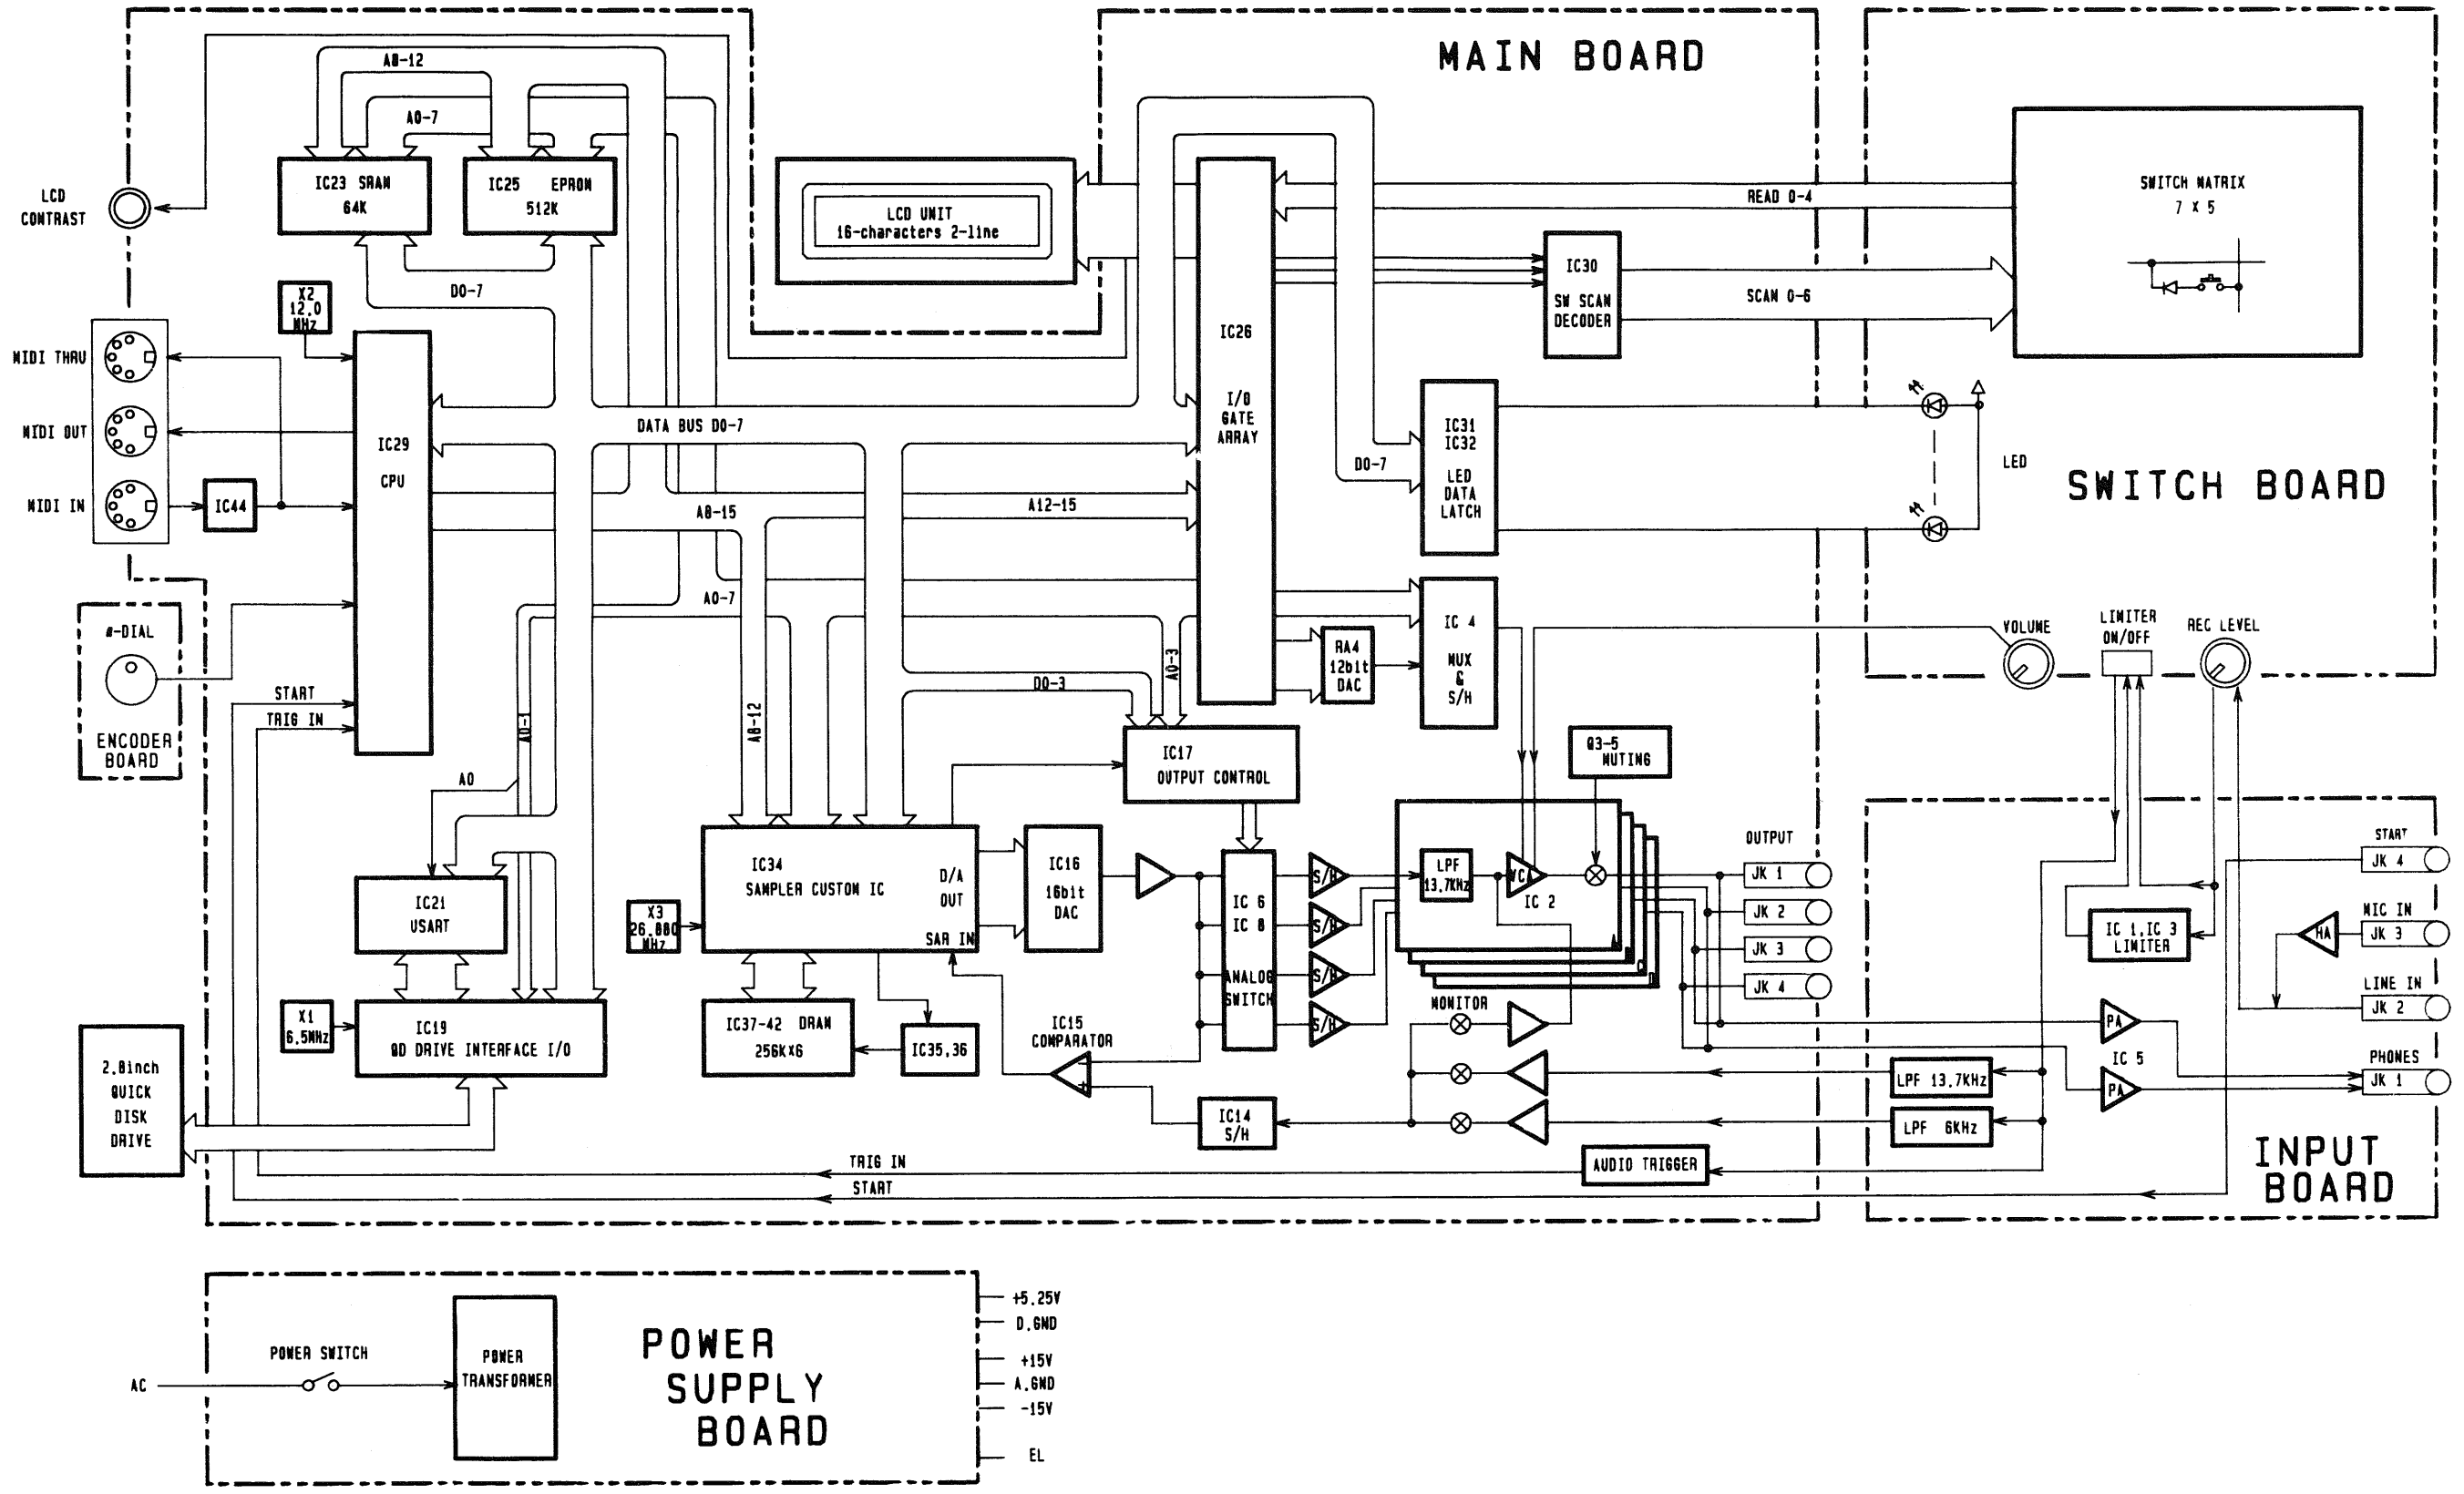 MAIN BOARD
A8-12
A0-7
IC23 SRAM
64K
IC25 EPROM
512K
LCD
CONTRAST
LCD UNIT
16-characters 2-line
READ 0-4
SWITCH MATRIX
7 X 5
IC30
SW SCAN
DECODER
SCAN 0-6
D0-7
X2
12.0
MHz
IC26
I/O
GATE
ARRAY
MIDI THRU
MIDI OUT
MIDI IN
IC44
IC29
CPU
DATA BUS D0-7
A8-15
A12-15
D0-7
IC31
IC32
LED
DATA
LATCH
LED
SWITCH BOARD
α-DIAL
ENCODER
BOARD
START
TRIG IN
A0-7
A0-1
A8-12
A0
D0-3
A0-3
RA4
12bit
DAC
IC 4
MUX
&
S/H
VOLUME
LIMITER
ON/OFF
REC LEVEL
IC17
OUTPUT CONTROL
Q3-5
MUTING
IC34
SAMPLER CUSTOM IC
D/A
OUT
SAR IN
X3
26.880
MHz
IC16
16bit
DAC
IC 6
IC 8
ANALOG
SWITCH
S/H
S/H
S/H
S/H
LPF
13.7KHz
VCA
IC 2
A
C
D
OUTPUT
JK 1
JK 2
JK 3
JK 4
START
JK 4
MIC IN
JK 3
HA
LINE IN
JK 2
PHONES
JK 1
IC 1,IC 3
LIMITER
PA
IC 5
PA
IC21
USART
X1
6.5MHz
IC19
QD DRIVE INTERFACE I/O
2.8inch
QUICK
DISK
DRIVE
IC37-42 DRAM
256KX6
IC35,36
IC15
COMPARATOR
-
+
IC14
S/H
MONITOR
LPF 13.7KHz
LPF 6KHz
AUDIO TRIGGER
TRIG IN
START
INPUT
BOARD
AC
POWER SWITCH
POWER
TRANSFORMER
POWER
SUPPLY
BOARD
+5.25V
D.GND
+15V
A.GND
-15V
EL